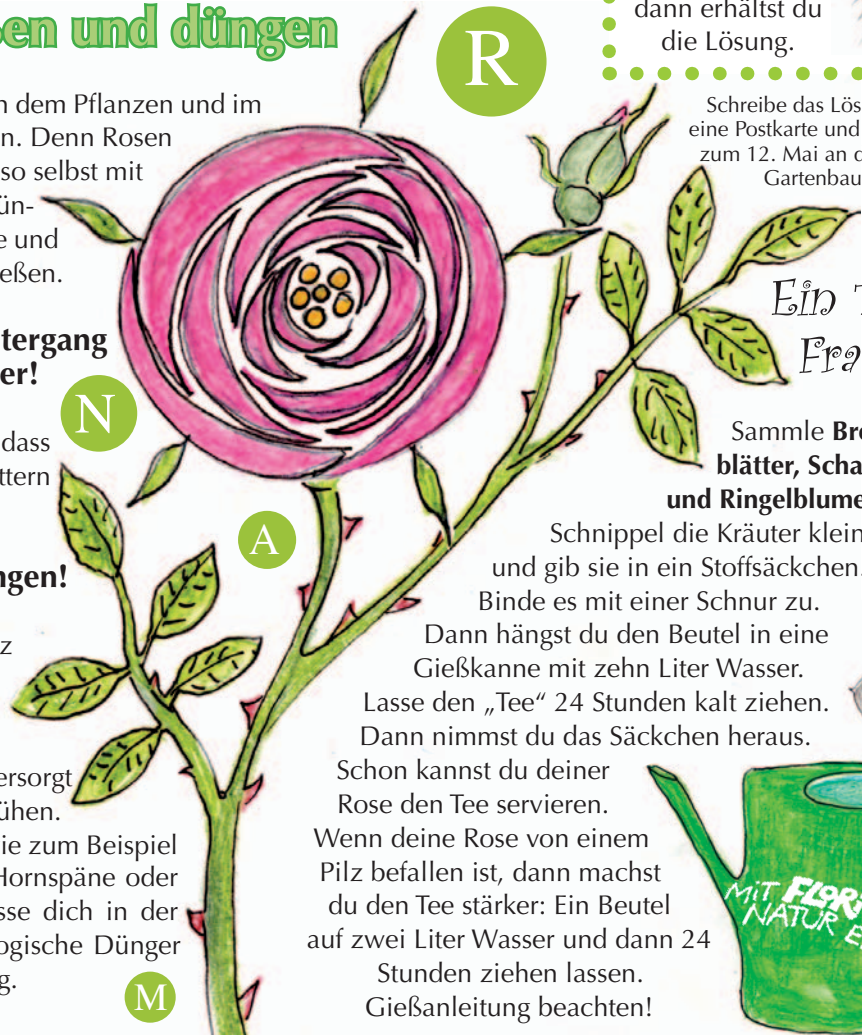 en und düngen
n dem Pflanzen und im
n. Denn Rosen
so selbst mit
ün-
e und
eßen.
tergang
er!
dass
ttern
ngen!
z
ersorgt
ühen.
ie zum Beispiel
Hornspäne oder
sse dich in der
ogische Dünger
g.
R
N
A
M
dann erhältst du
die Lösung.
Schreibe das Lös
eine Postkarte und
zum 12. Mai an d
Gartenbau
Ein T
Fra
Sammle Bre
blätter, Scha
und Ringelblume
Schnippel die Kräuter klein
und gib sie in ein Stoffsäckchen.
Binde es mit einer Schnur zu.
Dann hängst du den Beutel in eine
Gießkanne mit zehn Liter Wasser.
Lasse den „Tee“ 24 Stunden kalt ziehen.
Dann nimmst du das Säckchen heraus.
Schon kannst du deiner
Rose den Tee servieren.
Wenn deine Rose von einem
Pilz befallen ist, dann machst
du den Tee stärker: Ein Beutel
auf zwei Liter Wasser und dann 24
Stunden ziehen lassen.
Gießanleitung beachten!
MiT FLORi
NATUR E